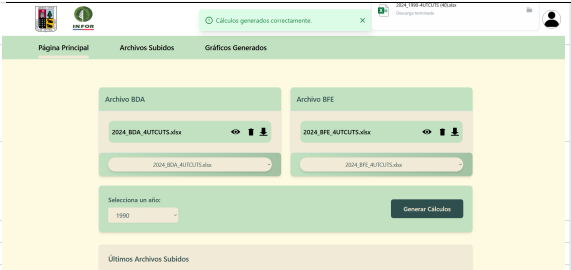 INFOR
Cálculos generados correctamente.
2024_1990-4UTCUTS (40).xlsx
Descarga terminada
Página Principal
Archivos Subidos
Gráficos Generados
Archivo BDA
Archivo BFE
2024_BDA_4UTCUTS.xlsx
2024_BFE_4UTCUTS.xlsx
2024_BDA_4UTCUTS.xlsx
2024_BFE_4UTCUTS.xlsx
Selecciona un año:
1990
Generar Cálculos
Últimos Archivos Subidos